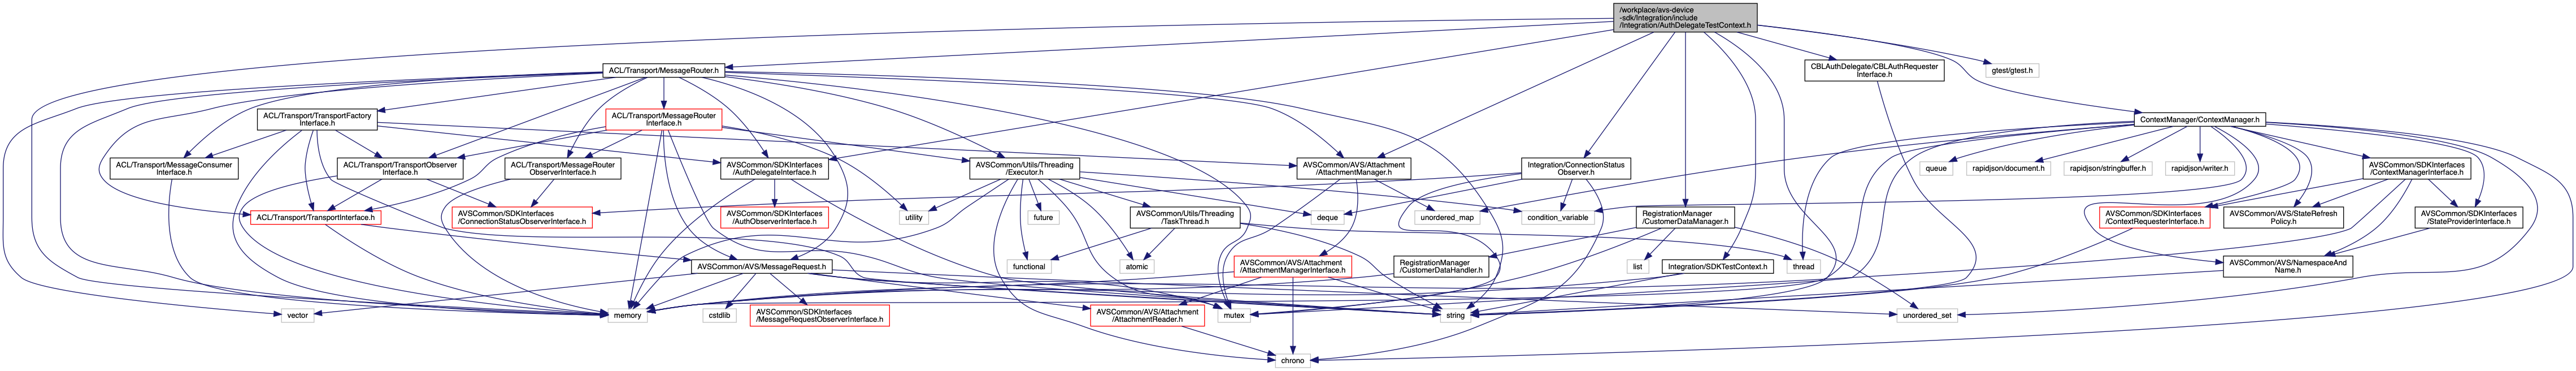 /workplace/avs-device
-sdk/Integration/include
/Integration/AuthDelegateTestContext.h
ACL/Transport/MessageRouter.h
CBLAuthDelegate/CBLAuthRequester
Interface.h
gtest/gtest.h
ACL/Transport/TransportFactory
Interface.h
ACL/Transport/MessageRouter
Interface.h
ContextManager/ContextManager.h
ACL/Transport/MessageConsumer
Interface.h
ACL/Transport/TransportObserver
Interface.h
ACL/Transport/MessageRouter
ObserverInterface.h
AVSCommon/SDKInterfaces
/AuthDelegateInterface.h
AVSCommon/Utils/Threading
/Executor.h
AVSCommon/AVS/Attachment
/AttachmentManager.h
Integration/ConnectionStatus
Observer.h
queue
rapidjson/document.h
rapidjson/stringbuffer.h
rapidjson/writer.h
AVSCommon/SDKInterfaces
/ContextManagerInterface.h
ACL/Transport/TransportInterface.h
AVSCommon/SDKInterfaces
/ConnectionStatusObserverInterface.h
AVSCommon/SDKInterfaces
/AuthObserverInterface.h
utility
future
AVSCommon/Utils/Threading
/TaskThread.h
deque
unordered_map
condition_variable
RegistrationManager
/CustomerDataManager.h
AVSCommon/SDKInterfaces
/ContextRequesterInterface.h
AVSCommon/AVS/StateRefresh
Policy.h
AVSCommon/SDKInterfaces
/StateProviderInterface.h
AVSCommon/AVS/MessageRequest.h
functional
atomic
AVSCommon/AVS/Attachment
/AttachmentManagerInterface.h
RegistrationManager
/CustomerDataHandler.h
list
Integration/SDKTestContext.h
thread
AVSCommon/AVS/NamespaceAnd
Name.h
vector
memory
cstdlib
AVSCommon/SDKInterfaces
/MessageRequestObserverInterface.h
AVSCommon/AVS/Attachment
/AttachmentReader.h
mutex
string
unordered_set
chrono